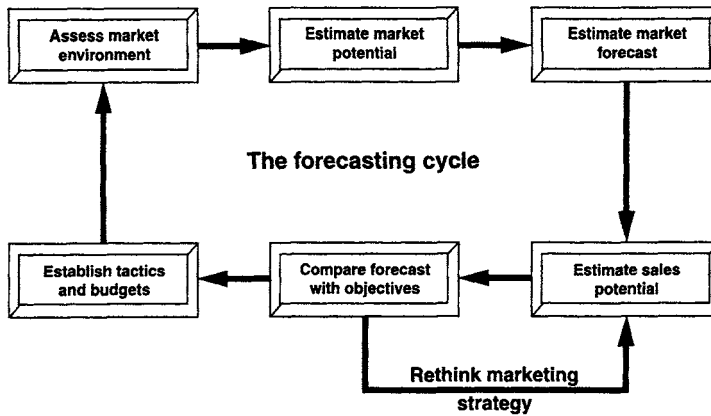 Assess market
environment
Estimate market
potential
Estimate market
forecast
The forecasting cycle
Establish tactics
and budgets
Compare forecast
with objectives
Estimate sales
potential
Rethink marketing
strategy